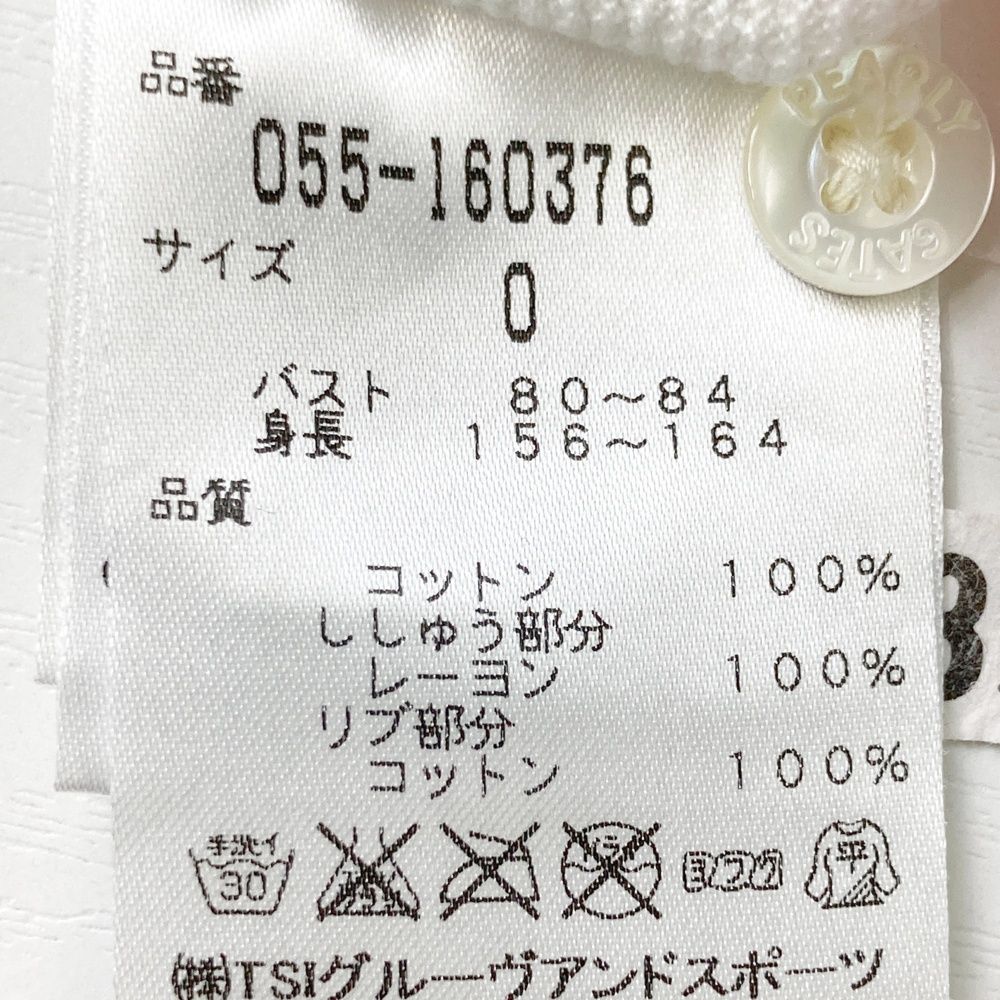 品番
055-160376
サイズ
0
バスト 80～84
身長 156～164
品質
コットン 100%
ししゅう部分
レーヨン 100%
リブ部分
コットン 100%
手洗イ
30
平
㈱TSIグルーヴアンドスポーツ
PEARLY
GATES